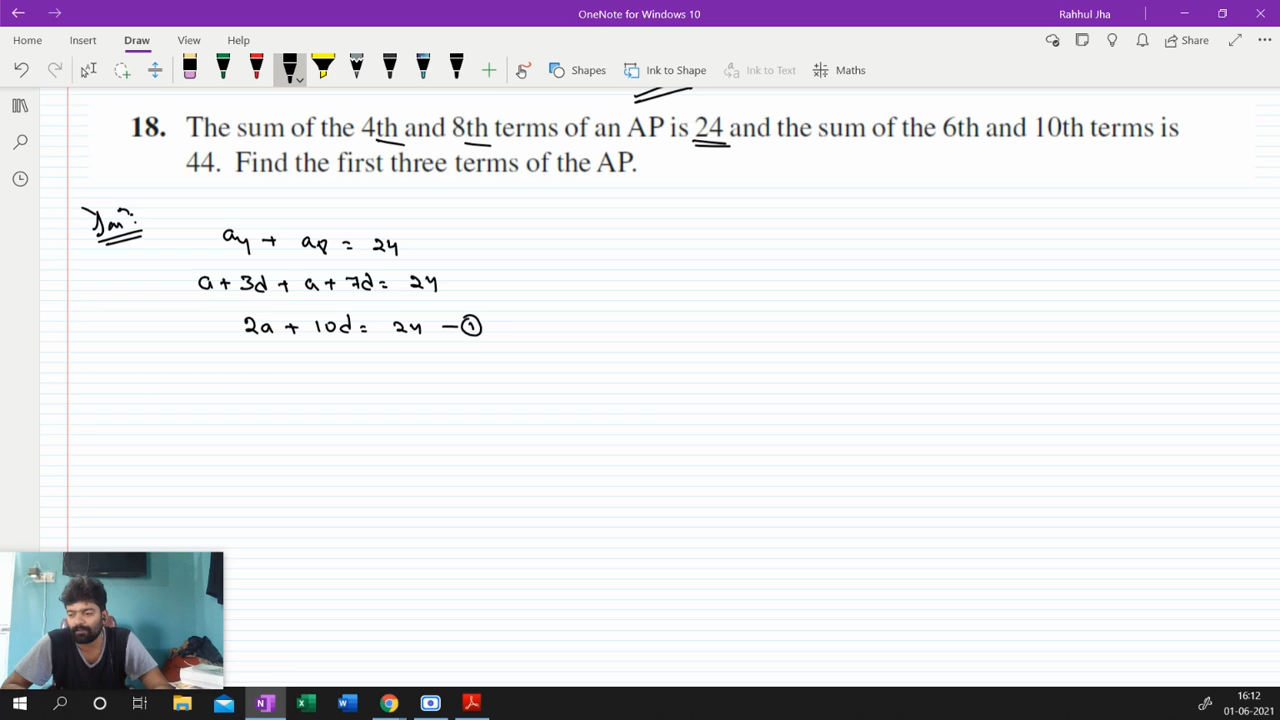 OneNote for Windows 10
Rahhul Jha
Home Insert Draw View Help
Share
Shapes Ink to Shape Ink to Text Maths
18. The sum of the 4th and 8th terms of an AP is 24 and the sum of the 6th and 10th terms is
44. Find the first three terms of the AP.
a4 + a8 = 24
a + 3d + a + 7d = 24
2a + 10d = 24 — ①
16:12
01-06-2021